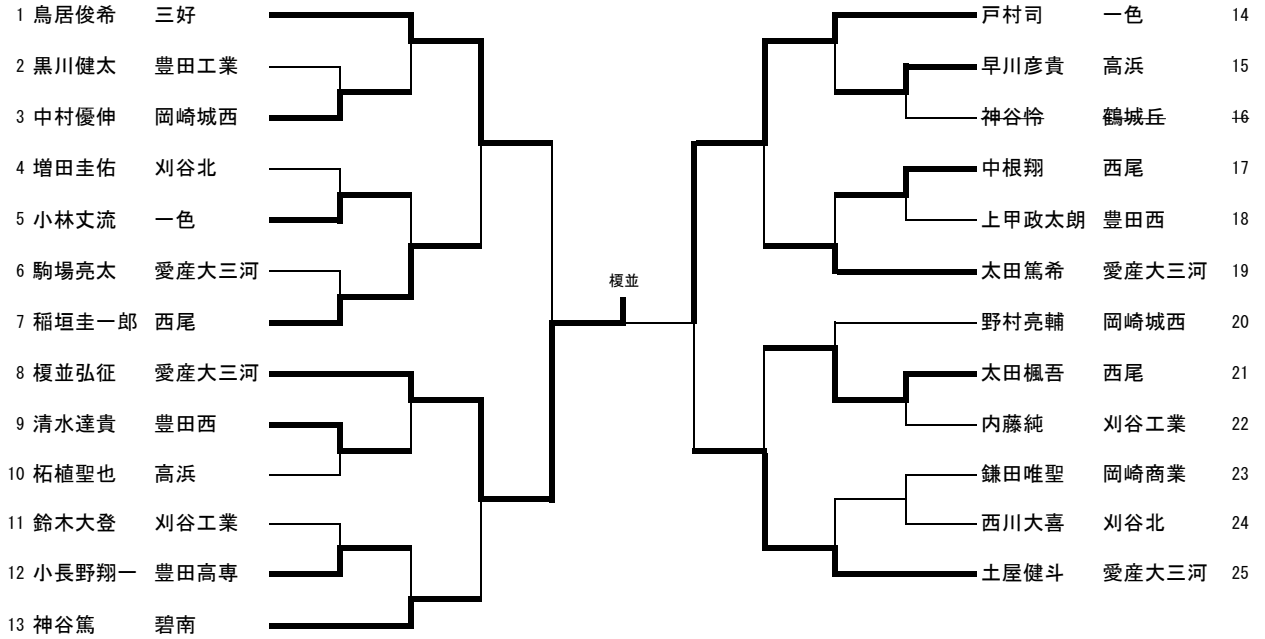 1 鳥居俊希 三好
2 黒川健太 豊田工業
3 中村優伸 岡崎城西
4 増田圭佑 刈谷北
5 小林丈流 一色
6 駒場亮太 愛産大三河
7 稲垣圭一郎 西尾
8 榎並弘征 愛産大三河
9 清水達貴 豊田西
10 柘植聖也 高浜
11 鈴木大登 刈谷工業
12 小長野翔一 豊田高専
13 神谷篤 碧南
榎並
戸村司 一色 14
早川彦貴 高浜 15
神谷怜 鶴城丘 16
中根翔 西尾 17
上甲政太朗 豊田西 18
太田篤希 愛産大三河 19
野村亮輔 岡崎城西 20
太田楓吾 西尾 21
内藤純 刈谷工業 22
鎌田唯聖 岡崎商業 23
西川大喜 刈谷北 24
土屋健斗 愛産大三河 25